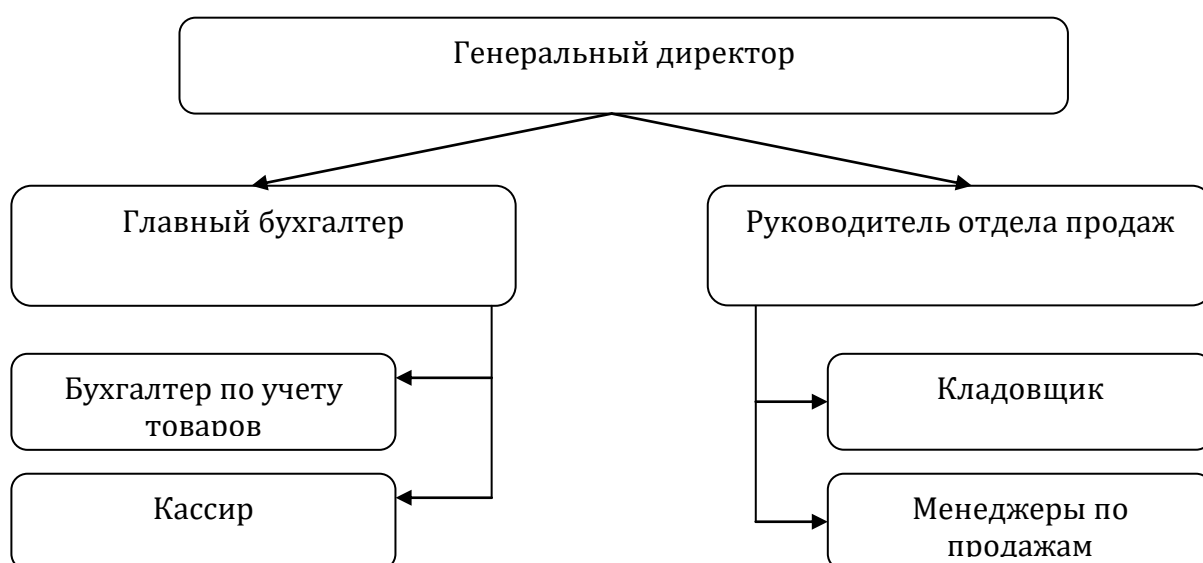 Генеральный директор
Главный бухгалтер
Руководитель отдела продаж
Бухгалтер по учету
товаров
Кладовщик
Кассир
Менеджеры по
продажам